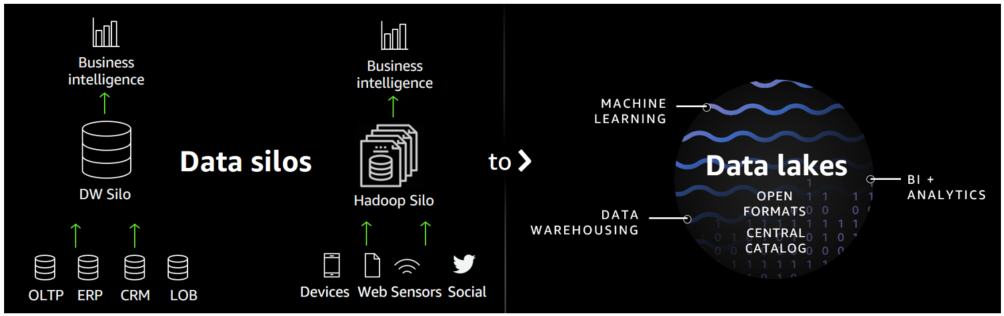 Business
intelligence
DW Silo
OLTP ERP CRM LOB
Data silos
Business
intelligence
Hadoop Silo
Devices Web Sensors Social
to >
MACHINE
LEARNING
Data lakes
OPEN
FORMATS
CENTRAL
CATALOG
BI +
ANALYTICS
DATA
WAREHOUSING